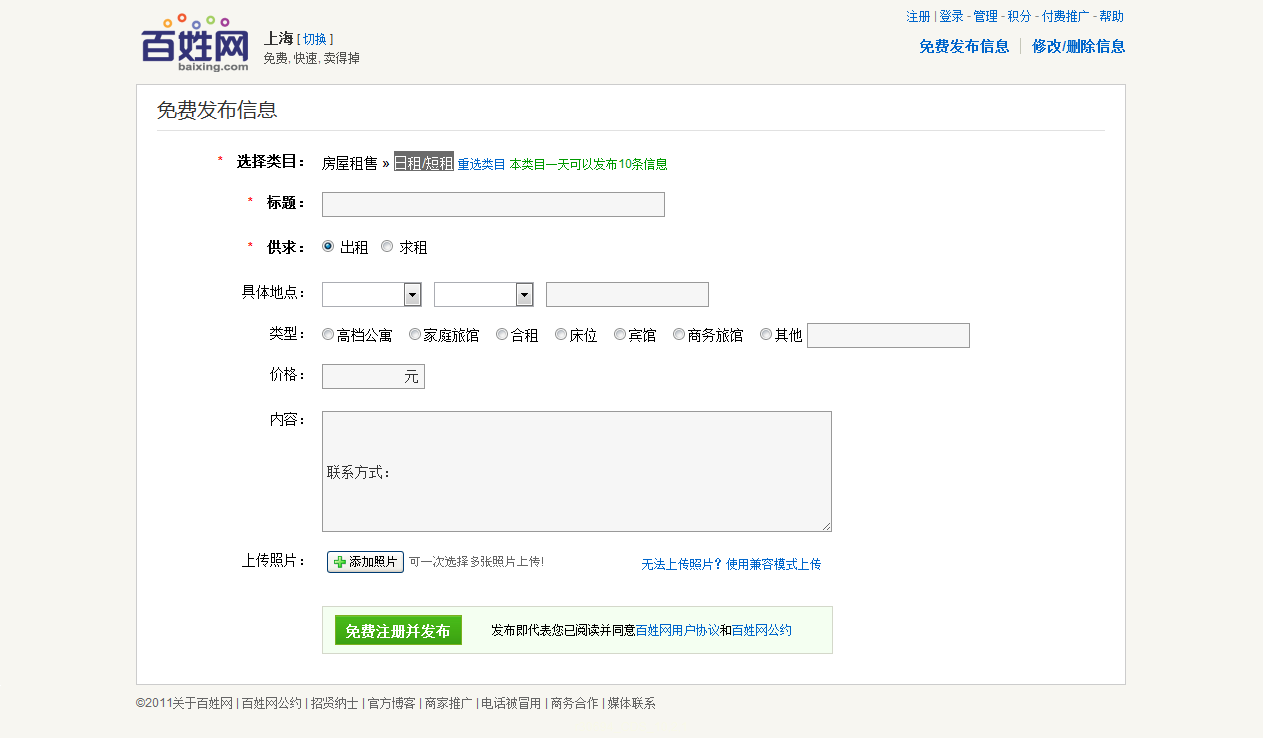 注册 | 登录 - 管理 - 积分 - 付费推广 - 帮助
百姓网
baixing.com
上海 [ 切换 ]
免费, 快速, 卖得掉
免费发布信息 | 修改/删除信息
免费发布信息
* 选择类目： 房屋租售 » 日租/短租 重选类目 本类目一天可以发布10条信息
* 标题：
* 供求： 出租 求租
具体地点：
类型： 高档公寓 家庭旅馆 合租 床位 宾馆 商务旅馆 其他
价格： 元
内容：
联系方式：
上传照片： 添加照片 可一次选择多张照片上传! 无法上传照片？使用兼容模式上传
免费注册并发布 发布即代表您已阅读并同意百姓网用户协议和百姓网公约
©2011关于百姓网 | 百姓网公约 | 招贤纳士 | 官方博客 | 商家推广 | 电话被冒用 | 商务合作 | 媒体联系